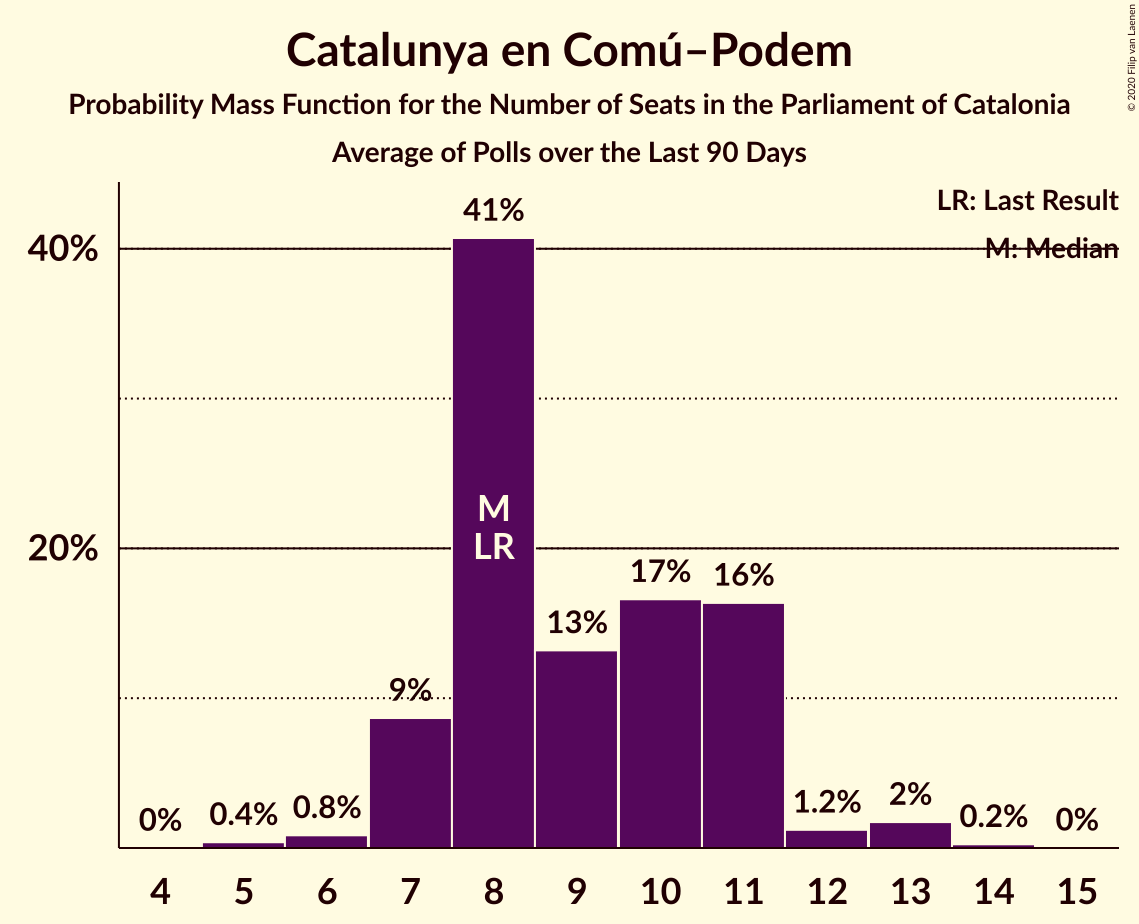 Catalunya en Comú–Podem
Probability Mass Function for the Number of Seats in the Parliament of Catalonia
Average of Polls over the Last 90 Days
© 2020 Filip van Laenen
LR: Last Result
M: Median
41%
40%
M
LR
20%
17%
16%
13%
9%
0%
0.4%
0.8%
1.2%
2%
0.2%
0%
4 5 6 7 8 9 10 11 12 13 14 15